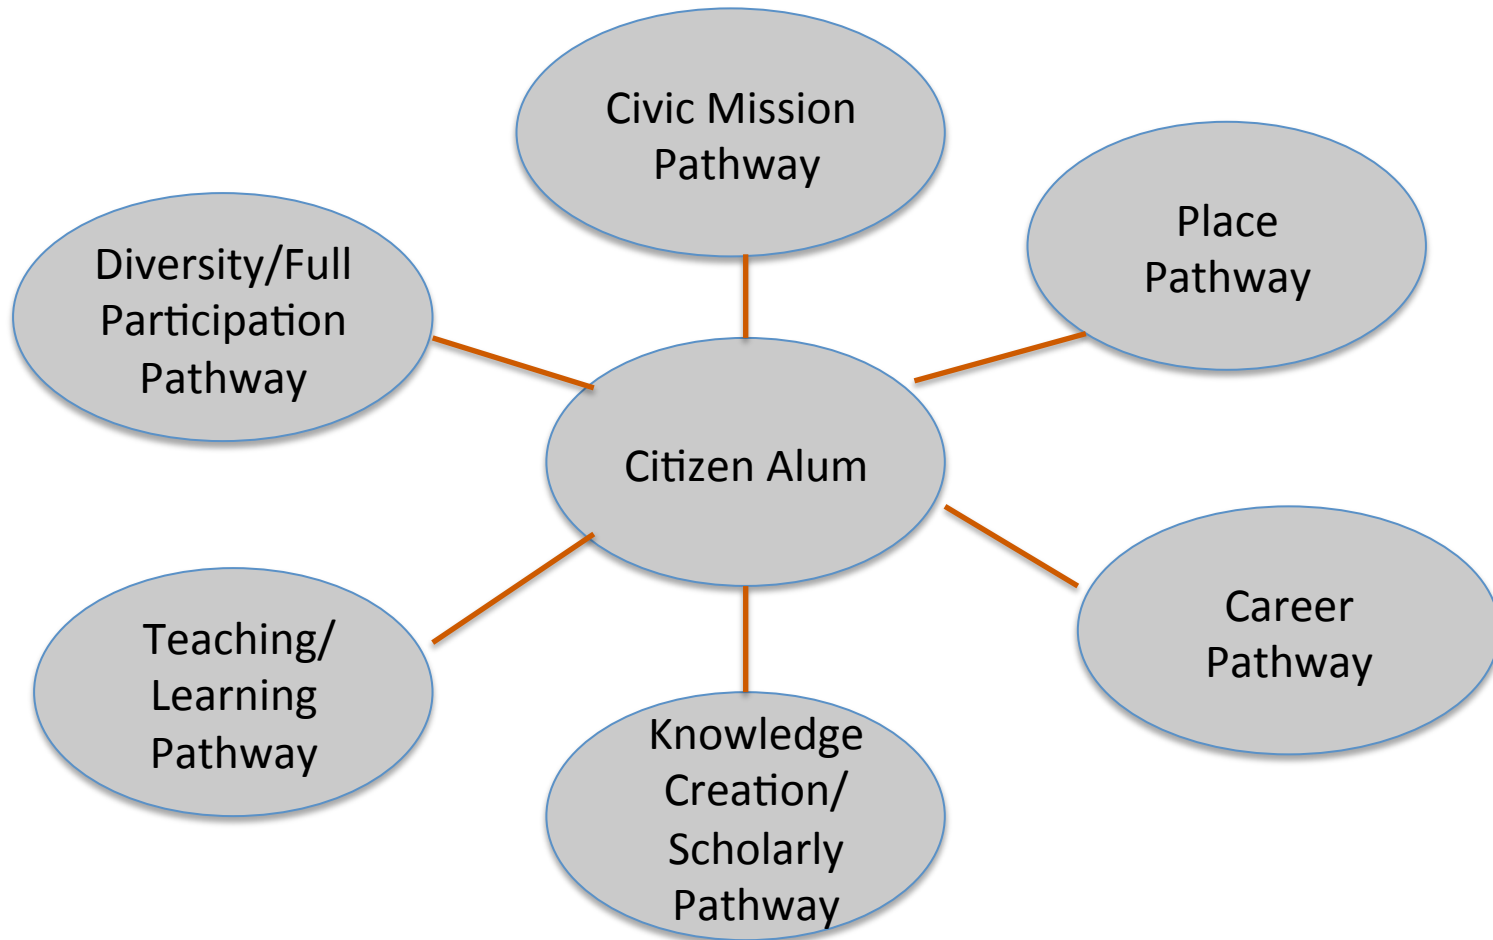 Civic Mission
Pathway
Place
Pathway
Diversity/Full
Participation
Pathway
Citizen Alum
Career
Pathway
Teaching/
Learning
Pathway
Knowledge
Creation/
Scholarly
Pathway